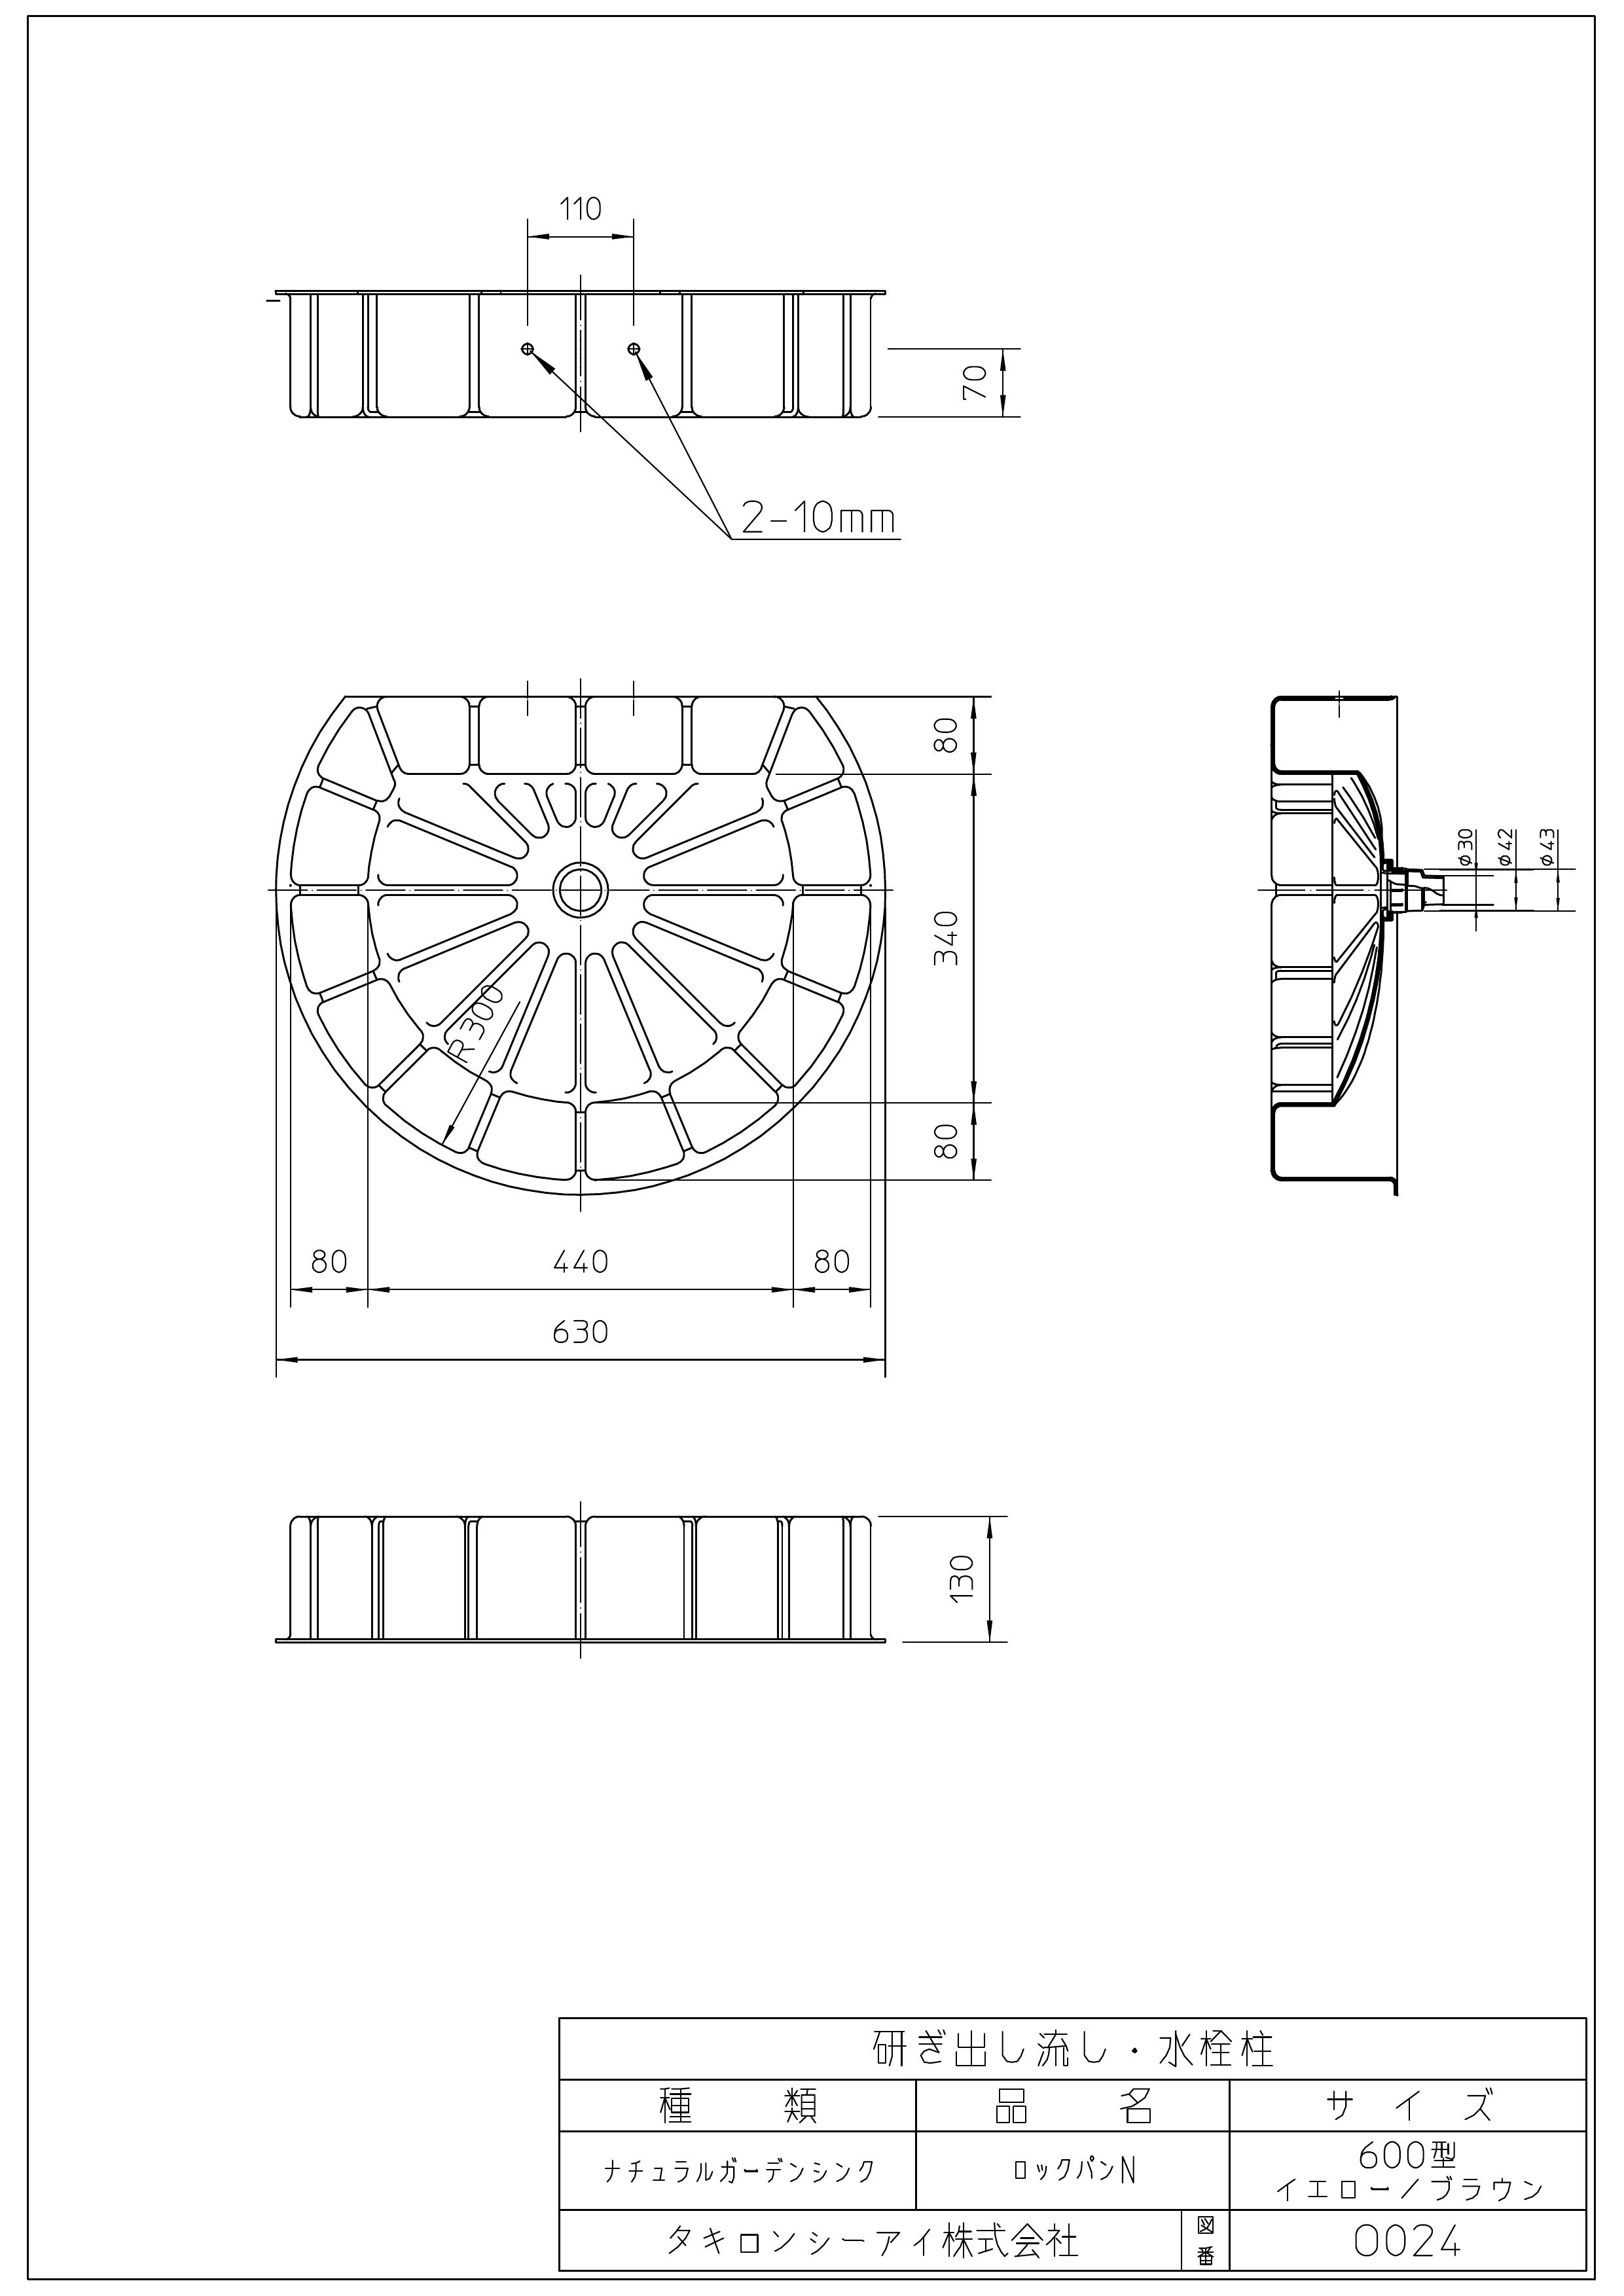 110
70
2-10mm
80
340
80
R300
φ30
φ42
φ43
80 440 80
630
130
研ぎ出し流し・水栓柱
種 類 品 名 サイズ
ナチュラルガーデンシンク ロックパンN 600型
イエロー/ブラウン
タキロンシーアイ株式会社 図番 0024